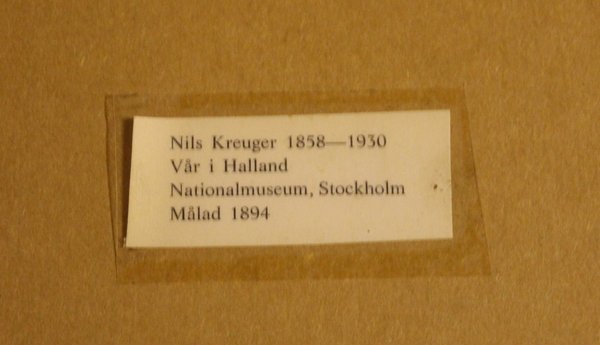 Nils Kreuger 1858—1930
Vår i Halland
Nationalmuseum, Stockholm
Målad 1894